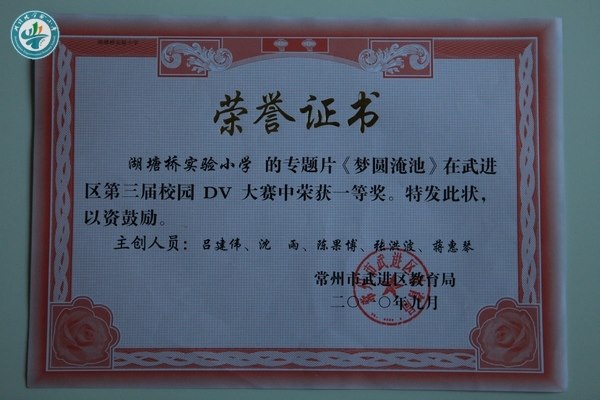 荣誉证书
湖塘桥实验小学 的专题片《梦圆淹池》在武进
区第三届校园 DV 大赛中荣获一等奖。特发此状,
以资鼓励。
主创人员：吕建伟、沈 雨、陈果博、张洪波、蒋惠琴
常州市武进区教育局
二〇一〇年九月